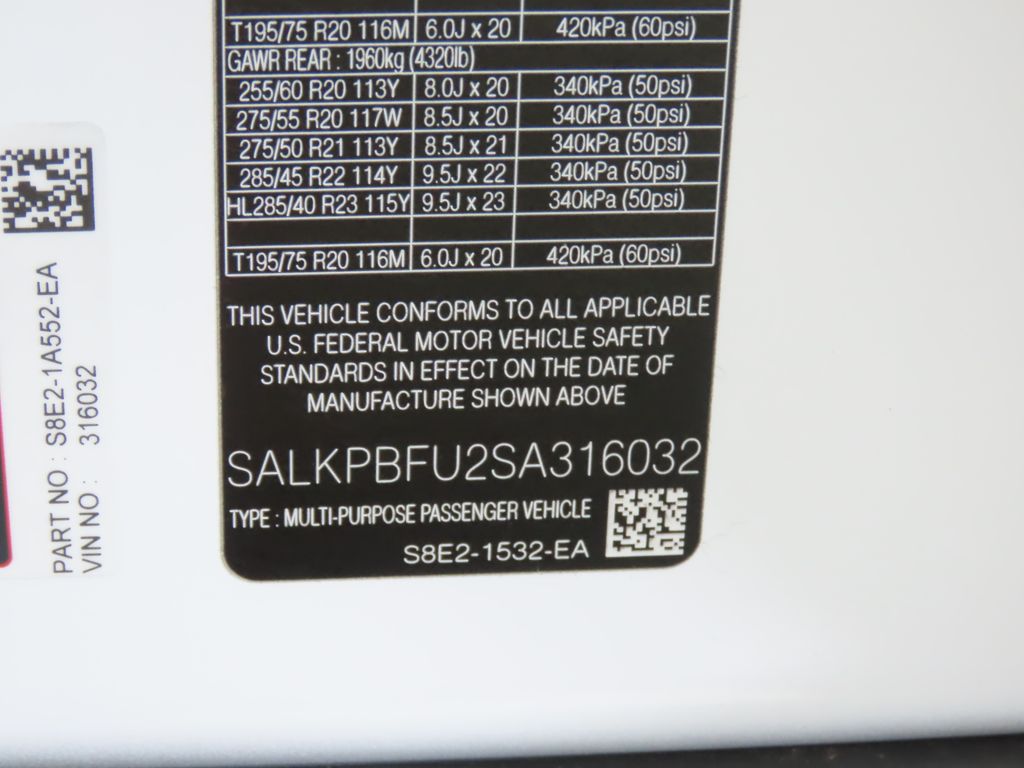 T195/75 R20 116M 6.0J x 20 420kPa (60psi)
GAWR REAR : 1960kg (4320lb)
255/60 R20 113Y 8.0J x 20 340kPa (50psi)
275/55 R20 117W 8.5J x 20 340kPa (50psi)
275/50 R21 113Y 8.5J x 21 340kPa (50psi)
285/45 R22 114Y 9.5J x 22 340kPa (50psi)
HL285/40 R23 115Y 9.5J x 23 340kPa (50psi)
T195/75 R20 116M 6.0J x 20 420kPa (60psi)
THIS VEHICLE CONFORMS TO ALL APPLICABLE
U.S. FEDERAL MOTOR VEHICLE SAFETY
STANDARDS IN EFFECT ON THE DATE OF
MANUFACTURE SHOWN ABOVE
SALKPBFU2SA316032
TYPE : MULTI-PURPOSE PASSENGER VEHICLE
S8E2-1532-EA
PART NO : S8E2-1A552-EA
VIN NO : 316032